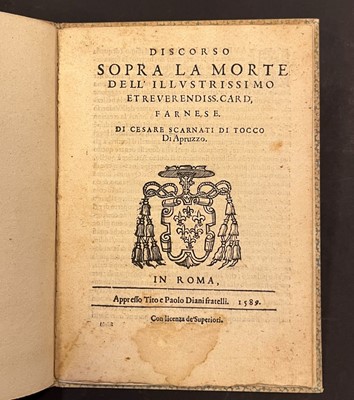 DISCORSO
SOPRA LA MORTE
DELL' ILLVSTRISSIMO
ET REVERENDISS. CARD,
FARNESE.
DI CESARE SCARNATI DI TOCCO
Di Apruzzo.
IN ROMA,
Appresso Tito e Paolo Diani fratelli. 1589.
Con licenza de'Superiori.